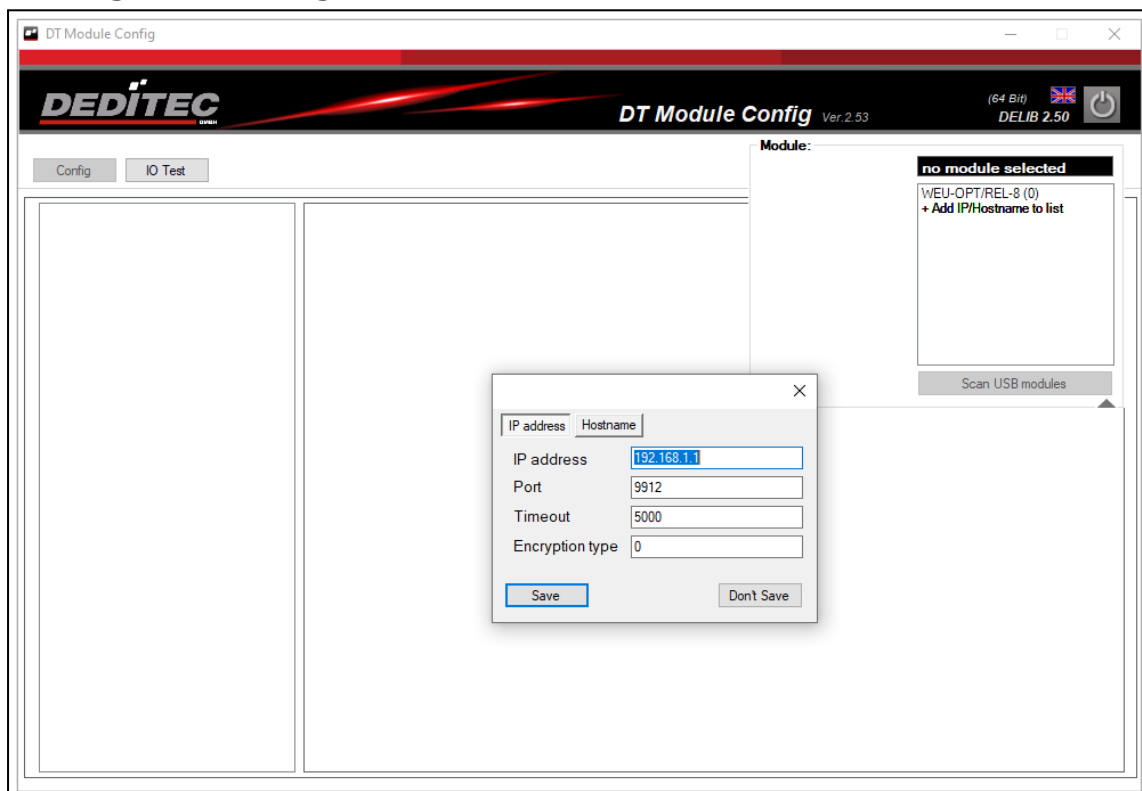 DT Module Config
DEDITEC
GMBH
DT Module Config Ver.2.53
(64 Bit)
DELIB 2.50
Config
IO Test
Module:
no module selected
WEU-OPT/REL-8 (0)
+ Add IP/Hostname to list
Scan USB modules
IP address
Hostname
IP address 192.168.1.1
Port 9912
Timeout 5000
Encryption type 0
Save
Don't Save